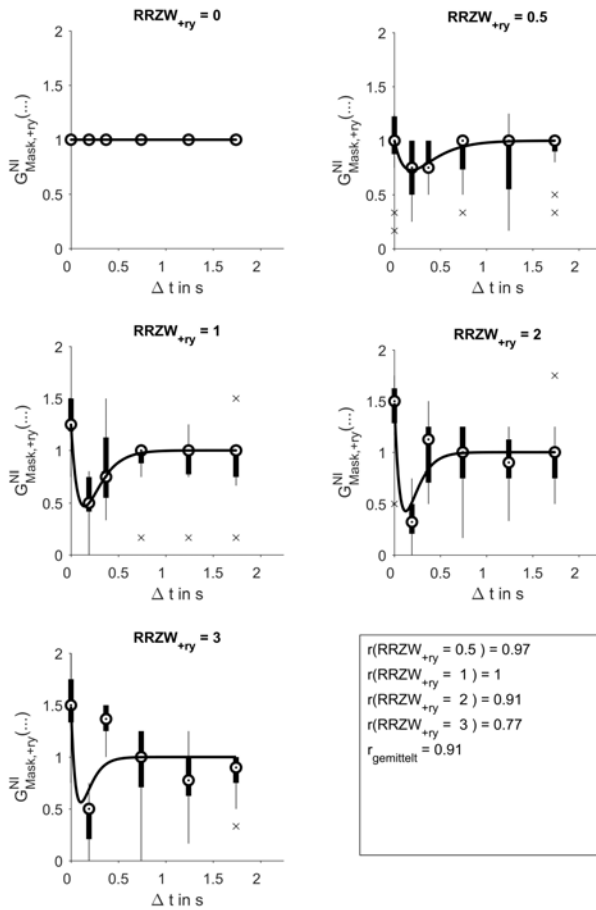 RRZW+ry = 0
2
1.5
1
0.5
0
G^NI_Mask,+ry(...)
0 0.5 1 1.5 2
Δ t in s
RRZW+ry = 0.5
2
1.5
1
0.5
0
G^NI_Mask,+ry(...)
0 0.5 1 1.5 2
Δ t in s
RRZW+ry = 1
2
1.5
1
0.5
0
G^NI_Mask,+ry(...)
0 0.5 1 1.5 2
Δ t in s
RRZW+ry = 2
2
1.5
1
0.5
0
G^NI_Mask,+ry(...)
0 0.5 1 1.5 2
Δ t in s
RRZW+ry = 3
2
1.5
1
0.5
0
G^NI_Mask,+ry(...)
0 0.5 1 1.5 2
Δ t in s
r(RRZW+ry = 0.5 ) = 0.97
r(RRZW+ry = 1 ) = 1
r(RRZW+ry = 2 ) = 0.91
r(RRZW+ry = 3 ) = 0.77
r_gemittelt = 0.91